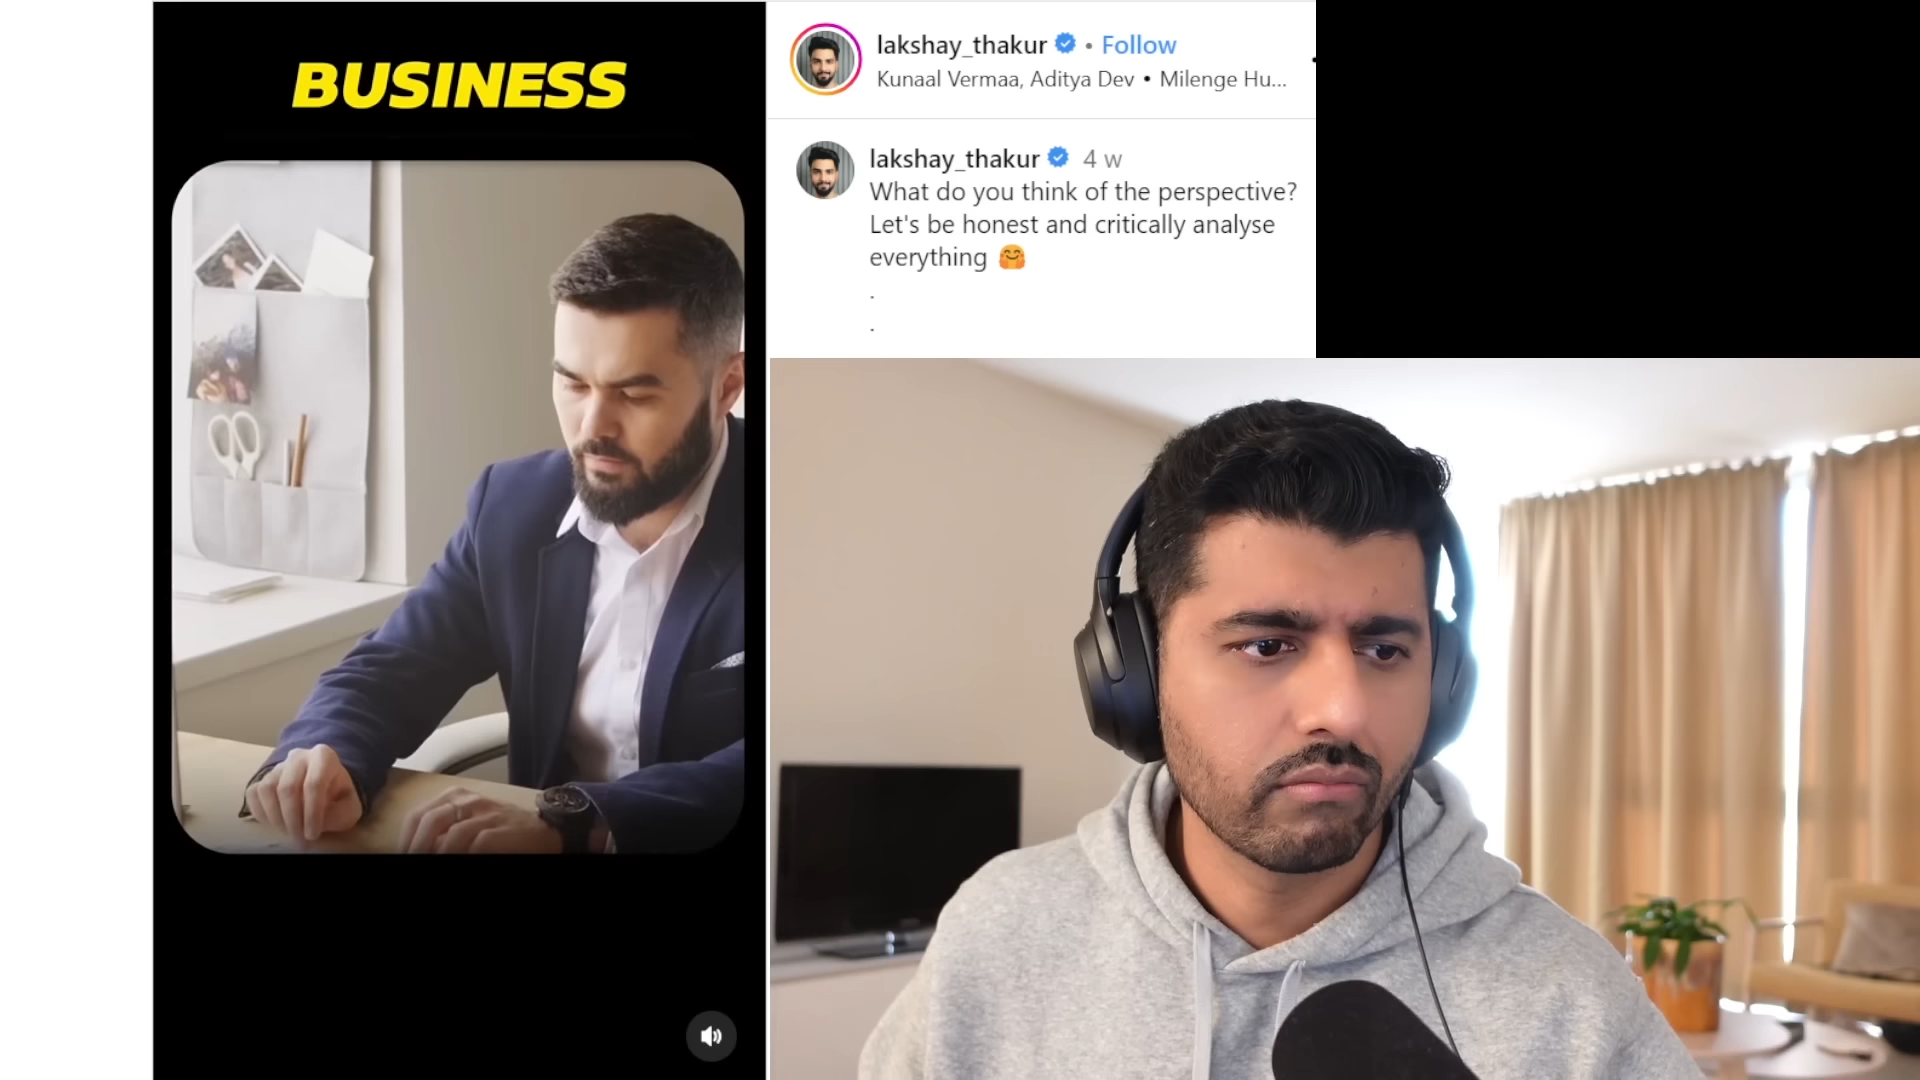 BUSINESS
lakshay_thakur • Follow
Kunaal Vermaa, Aditya Dev • Milenge Hu...
lakshay_thakur 4 w
What do you think of the perspective?
Let's be honest and critically analyse
everything 🤗
.
.